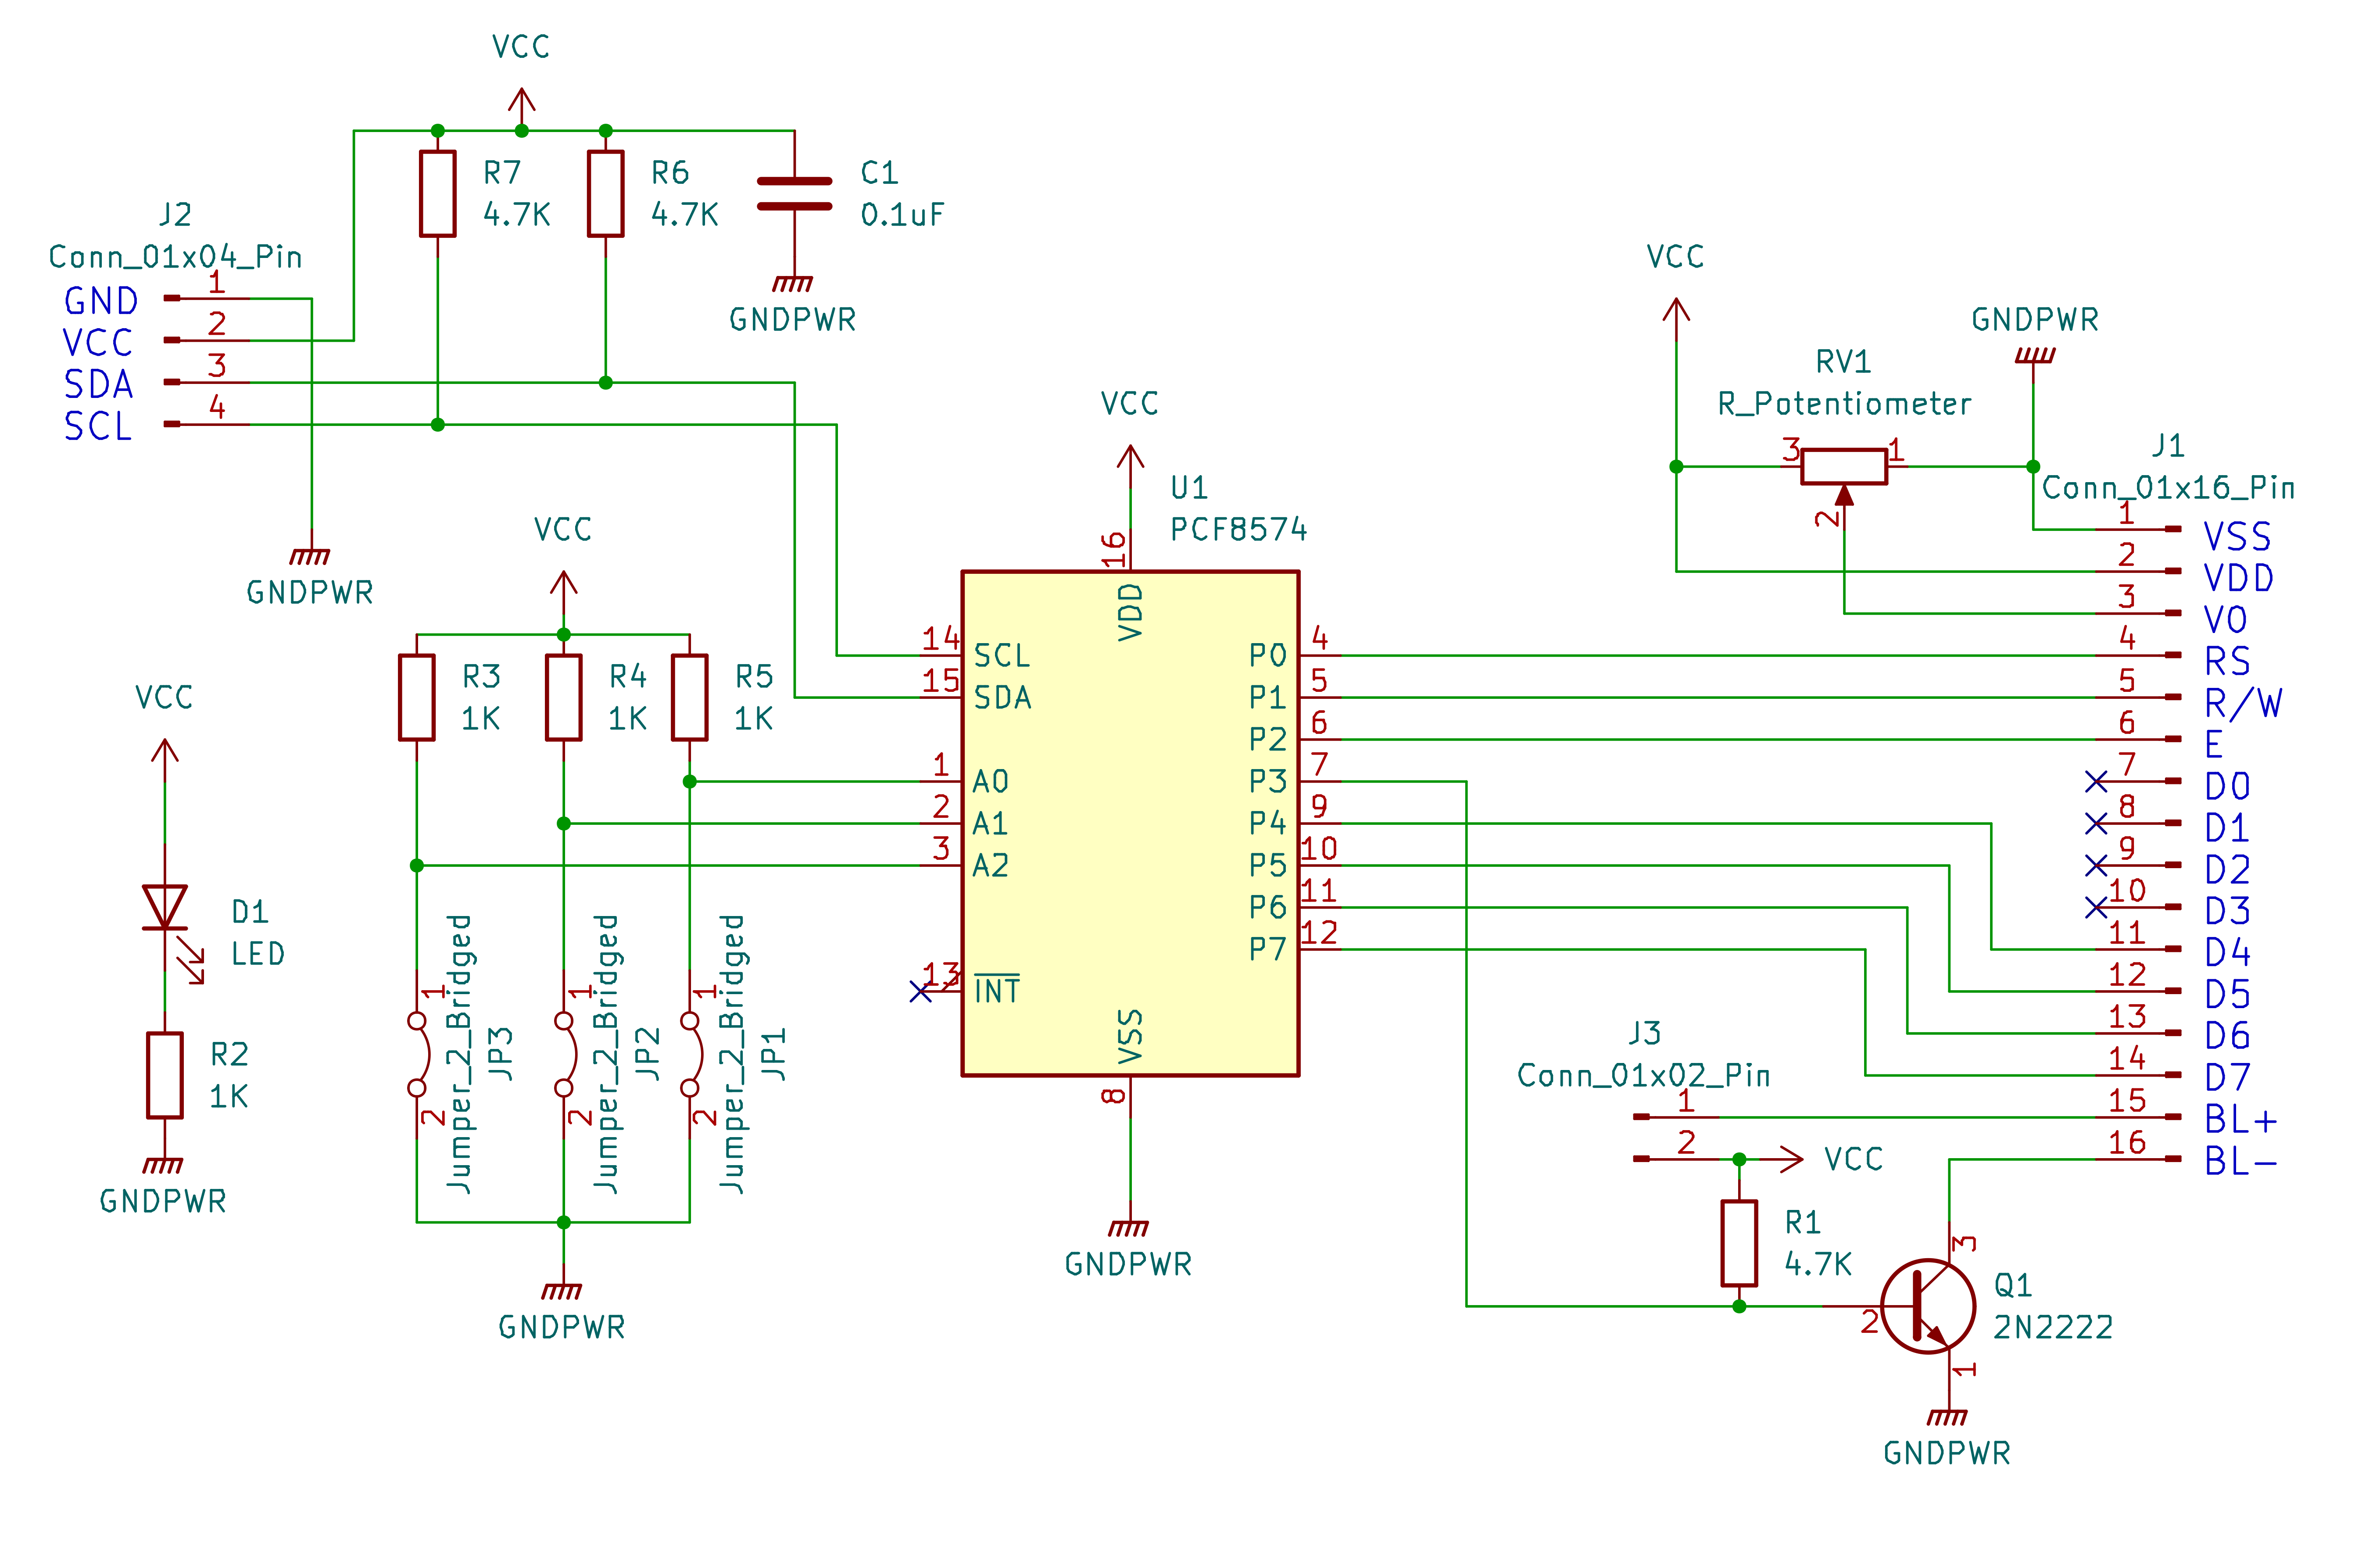 VCC
R7
4.7K
R6
4.7K
C1
0.1uF
GNDPWR
J2
Conn_01x04_Pin
GND
1
VCC
2
SDA
3
SCL
4
GNDPWR
VCC
R3
1K
R4
1K
R5
1K
Jumper_2_Bridged
JP3
1
2
Jumper_2_Bridged
JP2
1
2
Jumper_2_Bridged
JP1
1
2
GNDPWR
VCC
D1
LED
R2
1K
GNDPWR
VCC
U1
PCF8574
16
VDD
14
SCL
15
SDA
1
A0
2
A1
3
A2
13
INT
P0
4
P1
5
P2
6
P3
7
P4
9
P5
10
P6
11
P7
12
VSS
8
GNDPWR
VCC
GNDPWR
RV1
R_Potentiometer
3
1
2
J1
Conn_01x16_Pin
1
VSS
2
VDD
3
V0
4
RS
5
R/W
6
E
7
D0
8
D1
9
D2
10
D3
11
D4
12
D5
13
D6
14
D7
15
BL+
16
BL-
J3
Conn_01x02_Pin
1
2
VCC
R1
4.7K
Q1
2N2222
3
2
1
GNDPWR